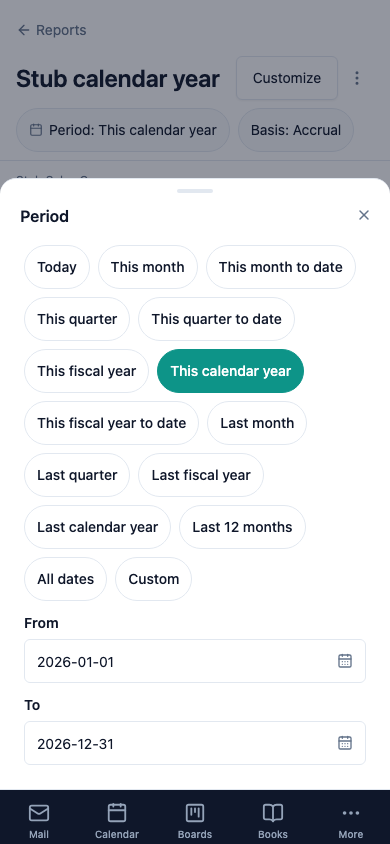 Reports
Stub calendar year
Customize
Period: This calendar year
Basis: Accrual
Period
Today
This month
This month to date
This quarter
This quarter to date
This fiscal year
This calendar year
This fiscal year to date
Last month
Last quarter
Last fiscal year
Last calendar year
Last 12 months
All dates
Custom
From
2026-01-01
To
2026-12-31
Mail
Calendar
Boards
Books
More